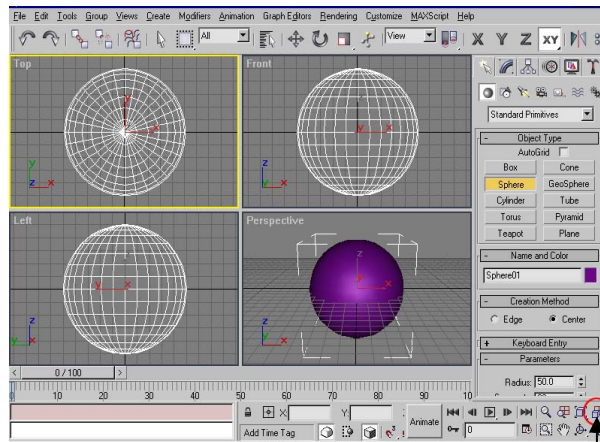 File Edit Tools Group Views Create Modifiers Animation Graph Editors Rendering Customize MAXScript Help
All View X Y Z XY
Top
Front
Left
Perspective
y
x
y
z x
z
x
z
x
y x
z
y x
z
x
z
y x
Standard Primitives
- Object Type
AutoGrid
Box Cone
Sphere GeoSphere
Cylinder Tube
Torus Pyramid
Teapot Plane
- Name and Color
Sphere01
- Creation Method
Edge Center
+ Keyboard Entry
- Parameters
Radius: 50.0
< 0 / 100 >
10 20 30 40 50 60 70 80 90 10
X: Y:
Animate
Add Time Tag
0